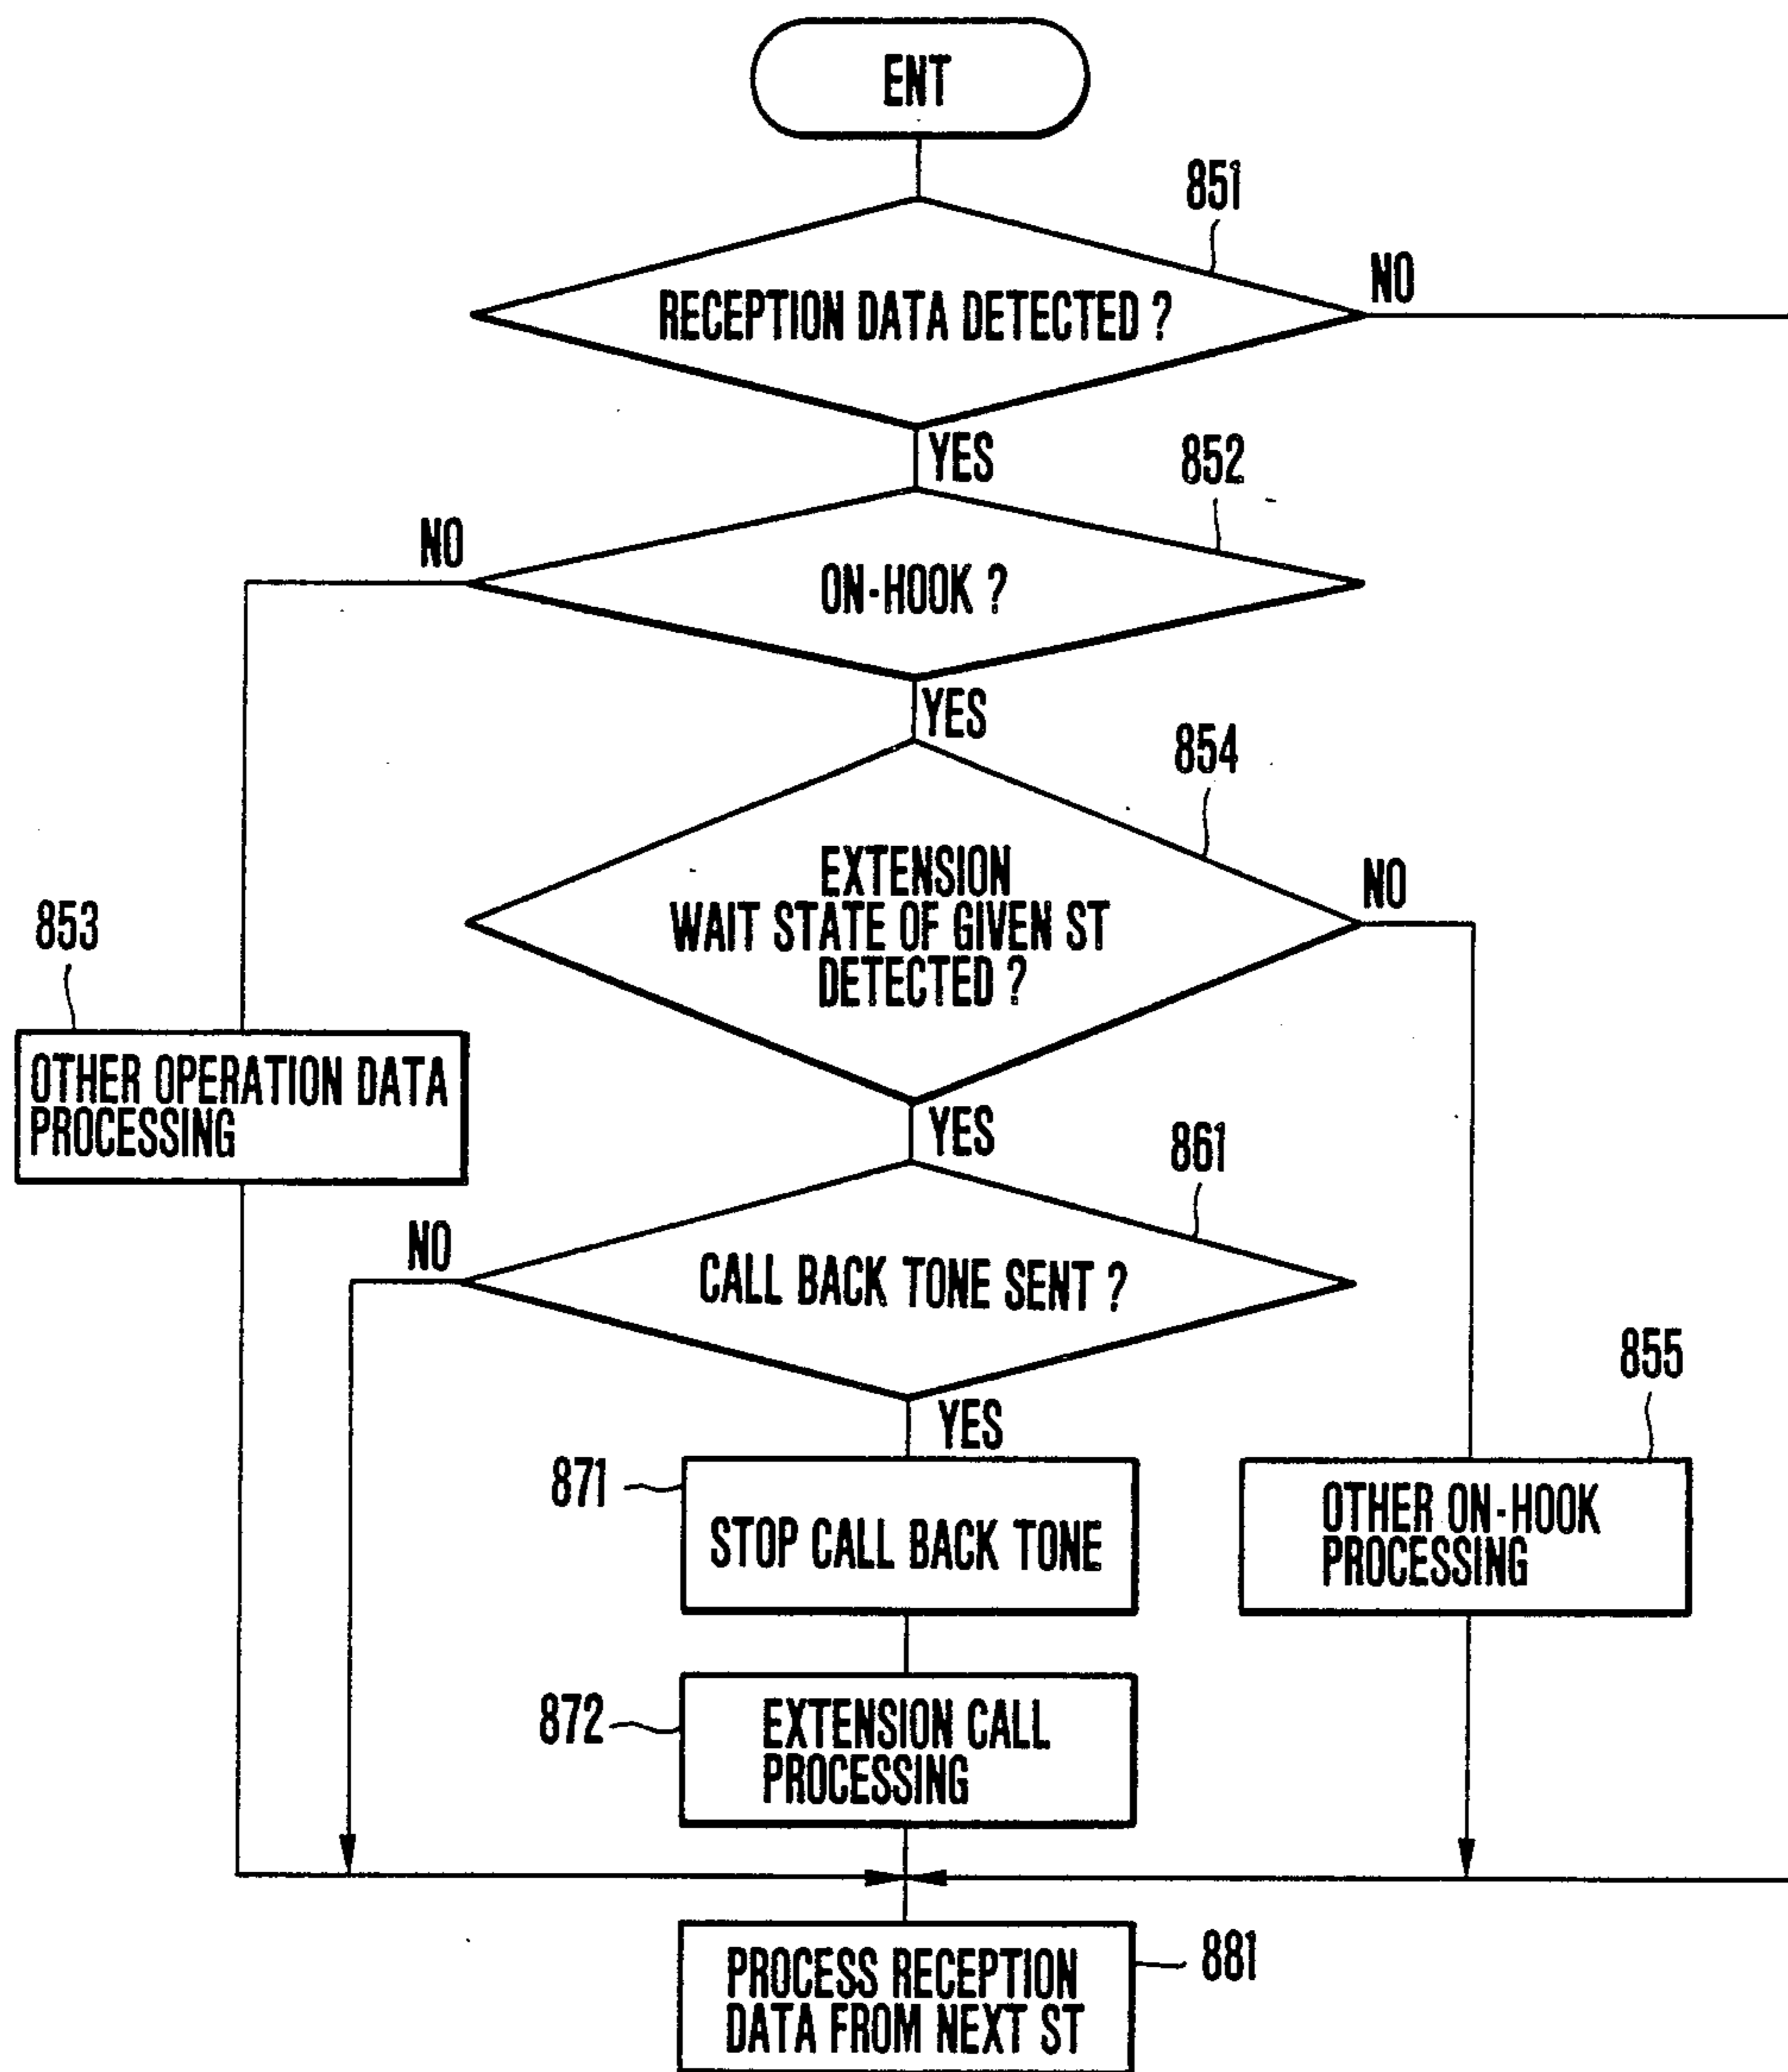 ENT
851
RECEPTION DATA DETECTED ?
NO
YES
852
NO
ON-HOOK ?
YES
854
EXTENSION
WAIT STATE OF GIVEN ST
DETECTED ?
NO
853
OTHER OPERATION DATA
PROCESSING
YES
861
NO
CALL BACK TONE SENT ?
855
YES
871
STOP CALL BACK TONE
OTHER ON-HOOK
PROCESSING
872
EXTENSION CALL
PROCESSING
881
PROCESS RECEPTION
DATA FROM NEXT ST